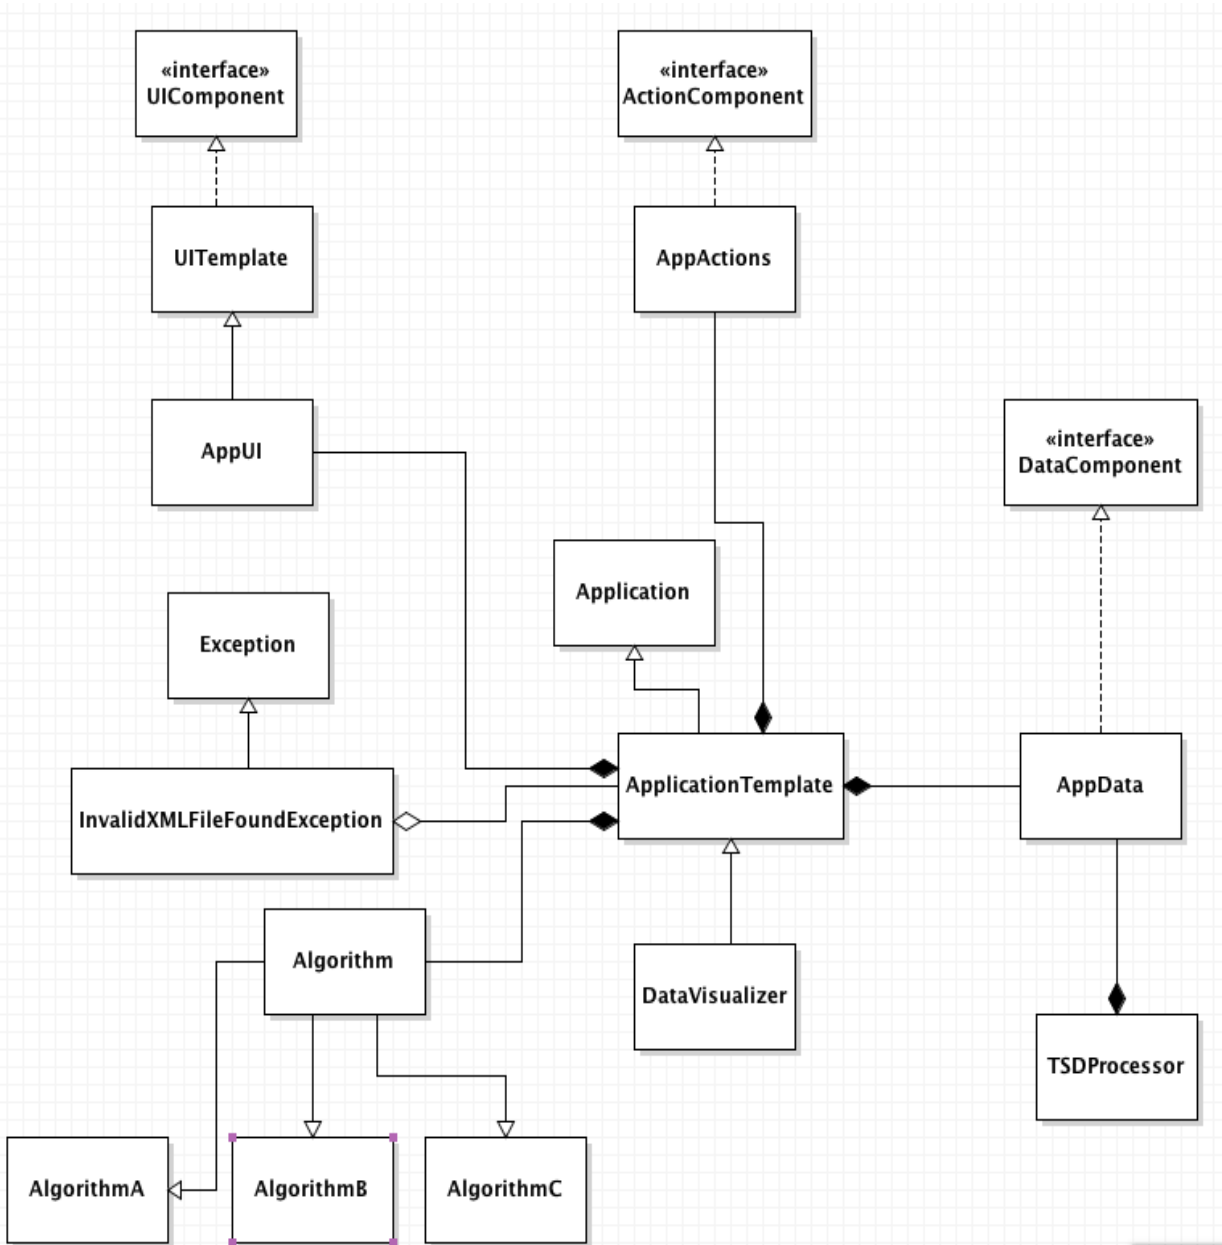 «interface»
UIComponent
«interface»
ActionComponent
UITemplate
AppActions
AppUI
«interface»
DataComponent
Application
Exception
ApplicationTemplate
AppData
InvalidXMLFileFoundException
Algorithm
DataVisualizer
TSDProcessor
AlgorithmA
AlgorithmB
AlgorithmC